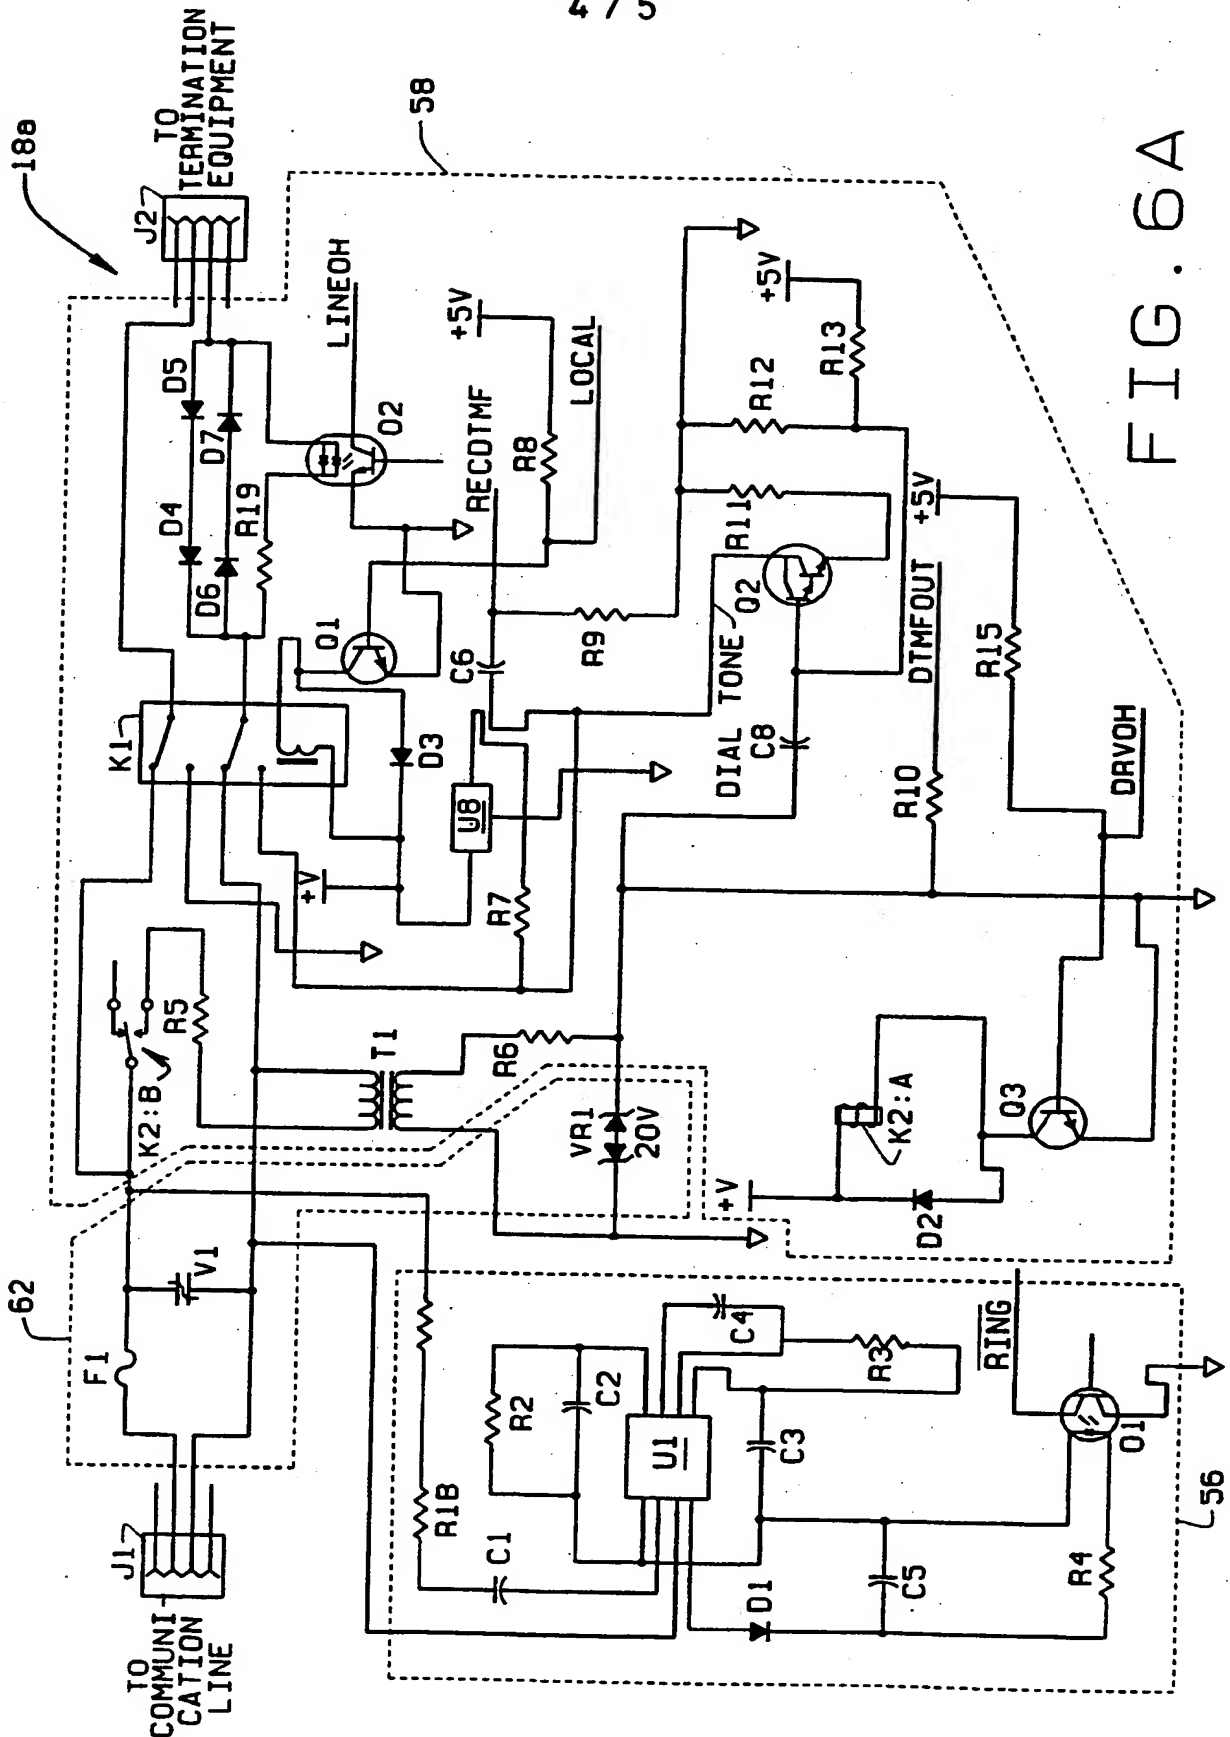 4/5
18a
TO
TERMINATION
EQUIPMENT
J2
58
K1
D4
D5
D6
D7
R19
LINEOH
O2
+5V
RECDTMF
R8
LOCAL
Q1
C6
D3
U8
+V
R7
R9
R12
R13
+5V
R11
Q2
DIAL TONE
C8
DTMFOUT
+5V
R10
R15
DRVOH
K2:B
R5
T1
R6
VR1
20V
K2:A
+V
D2
Q3
62
F1
V1
J1
TO
COMMUNI
CATION
LINE
R1B
C1
R2
C2
U1
C4
R3
C3
D1
C5
R4
RING
O1
56
FIG. 6A